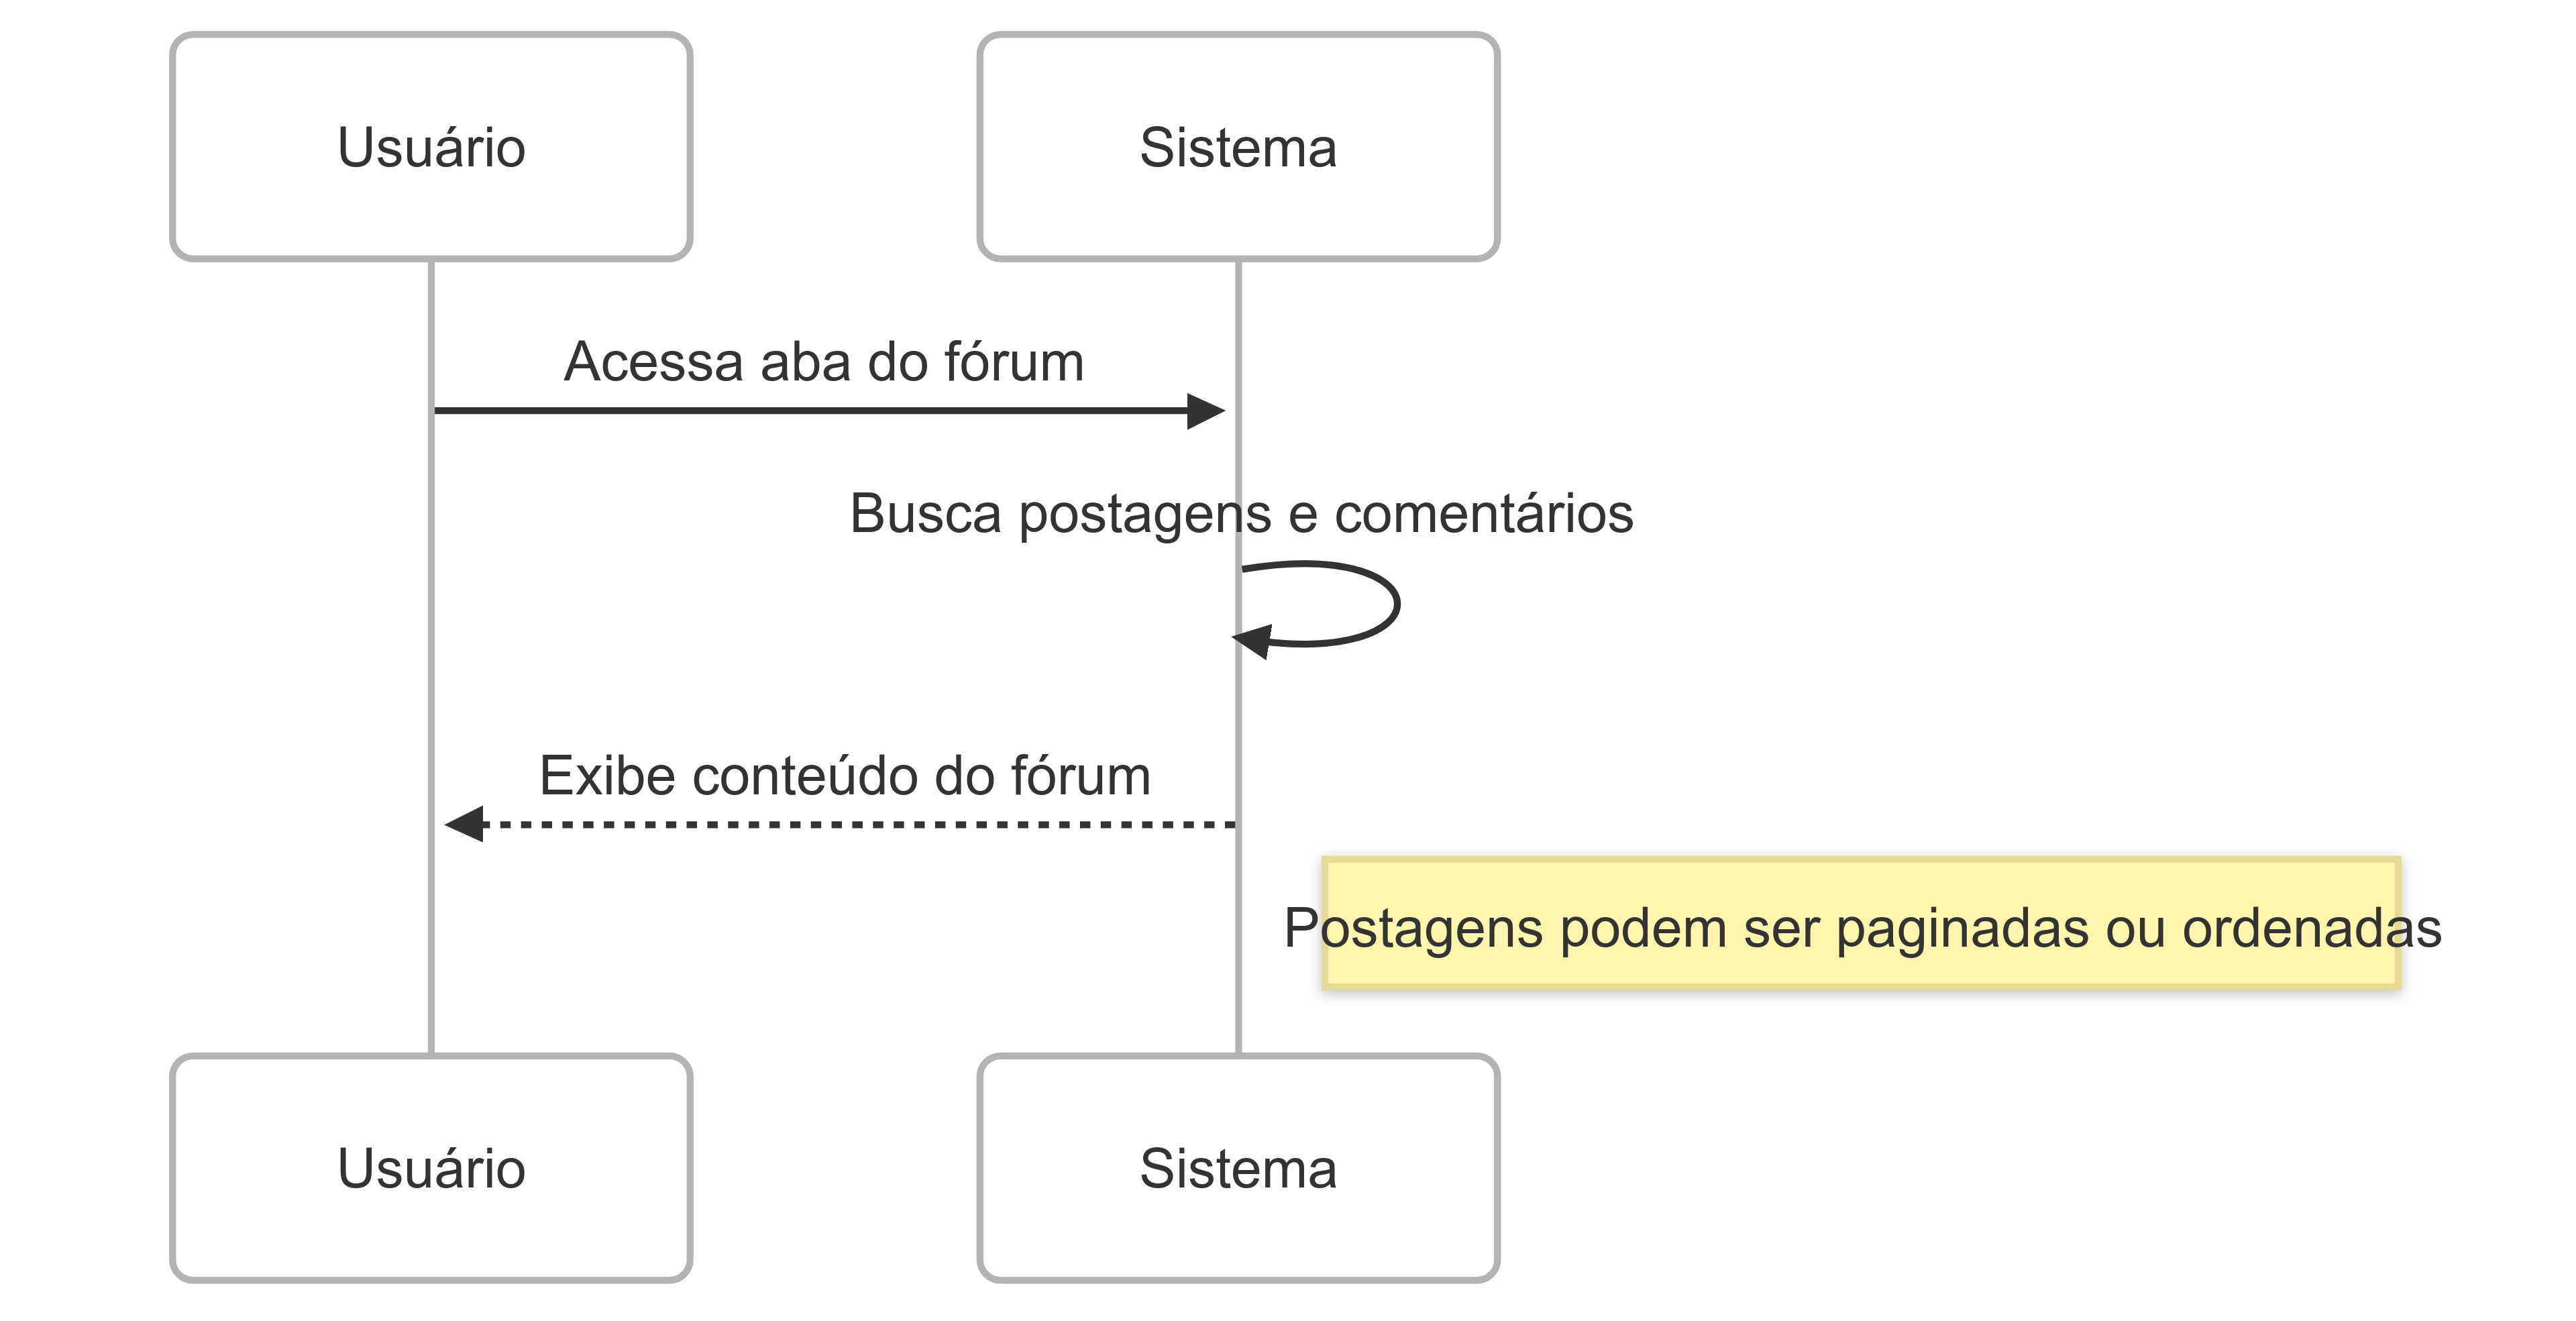 Usuário
Sistema
Acessa aba do fórum
Busca postagens e comentários
Exibe conteúdo do fórum
Postagens podem ser paginadas ou ordenadas
Usuário
Sistema